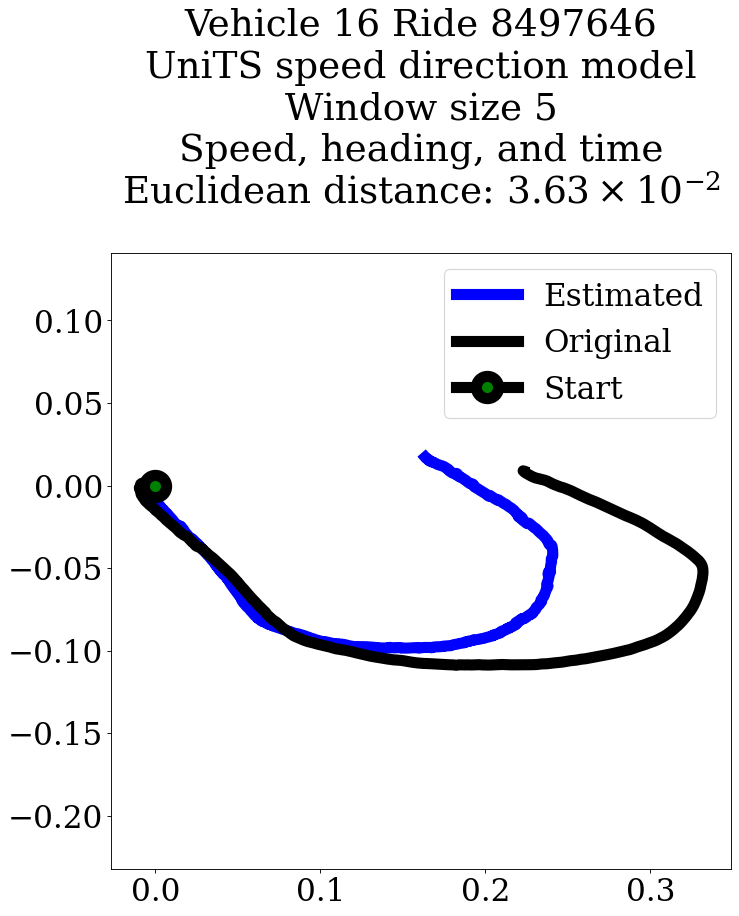 Vehicle 16 Ride 8497646
UniTS speed direction model
Window size 5
Speed, heading, and time
Euclidean distance: 3.63 × 10⁻²
Estimated
Original
Start
0.10
0.05
0.00
−0.05
−0.10
−0.15
−0.20
0.0 0.1 0.2 0.3